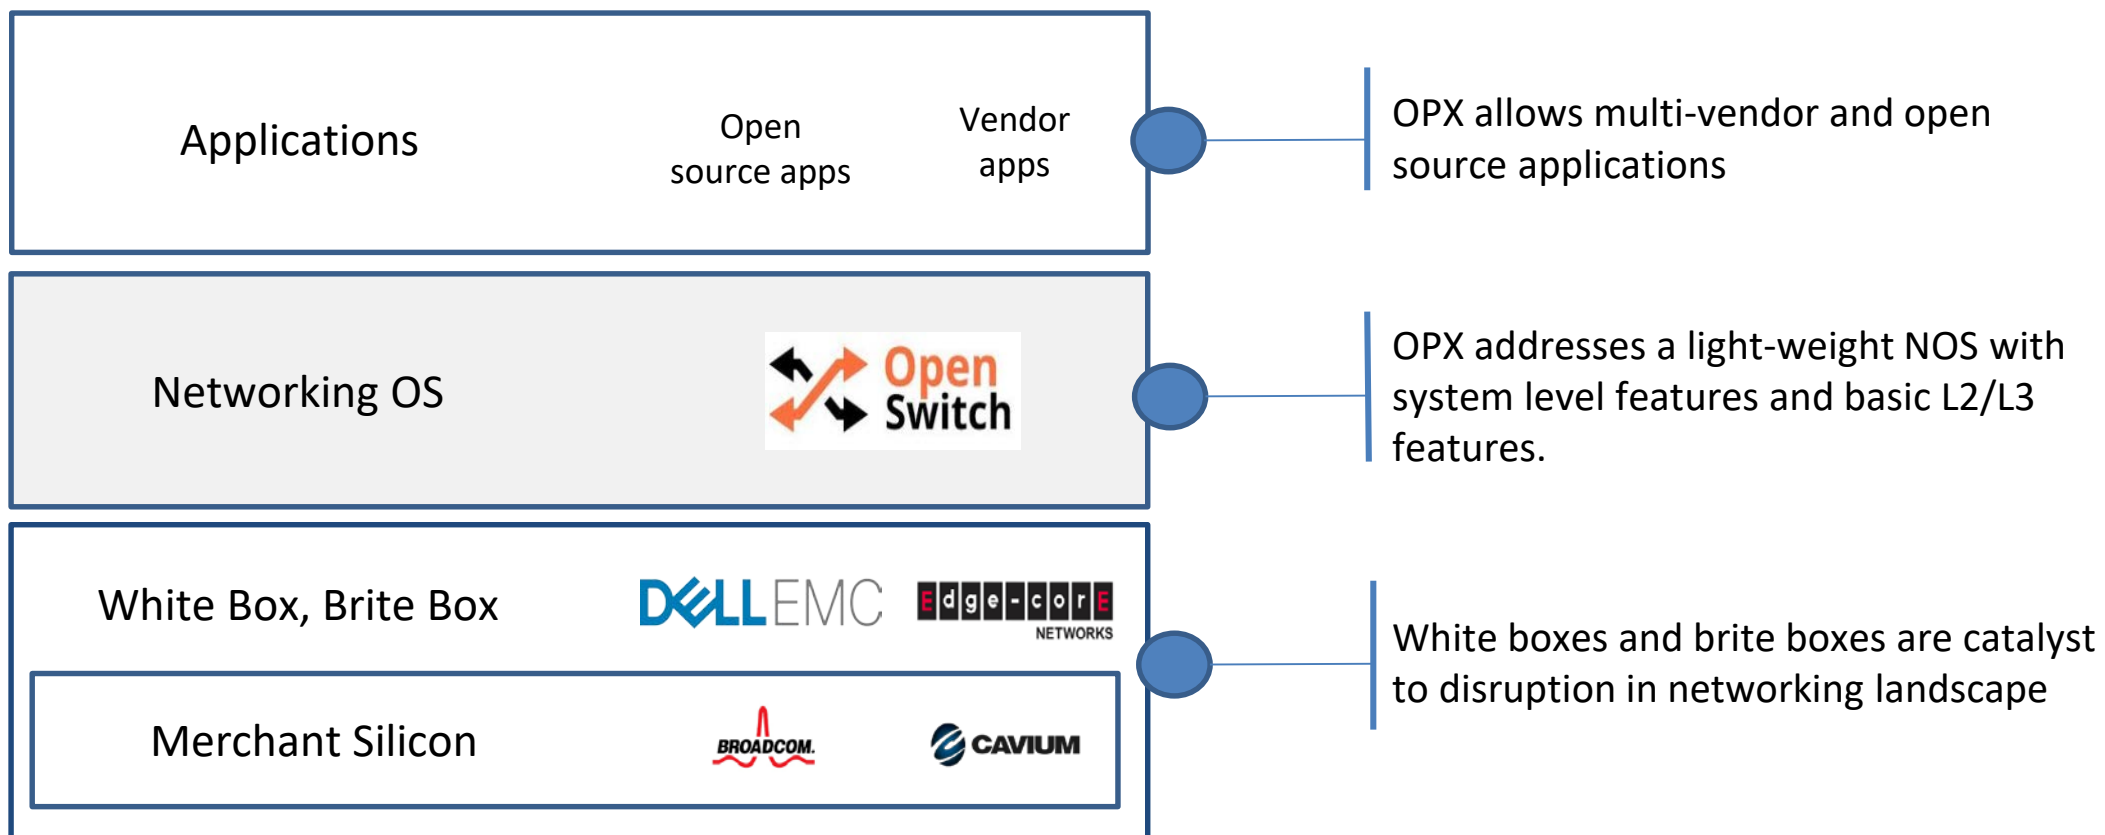 Applications
Open
source apps
Vendor
apps
OPX allows multi-vendor and open
source applications
Networking OS
Open
Switch
OPX addresses a light-weight NOS with
system level features and basic L2/L3
features.
White Box, Brite Box
DELL EMC
Edge-corE
NETWORKS
White boxes and brite boxes are catalyst
to disruption in networking landscape
Merchant Silicon
BROADCOM.
CAVIUM